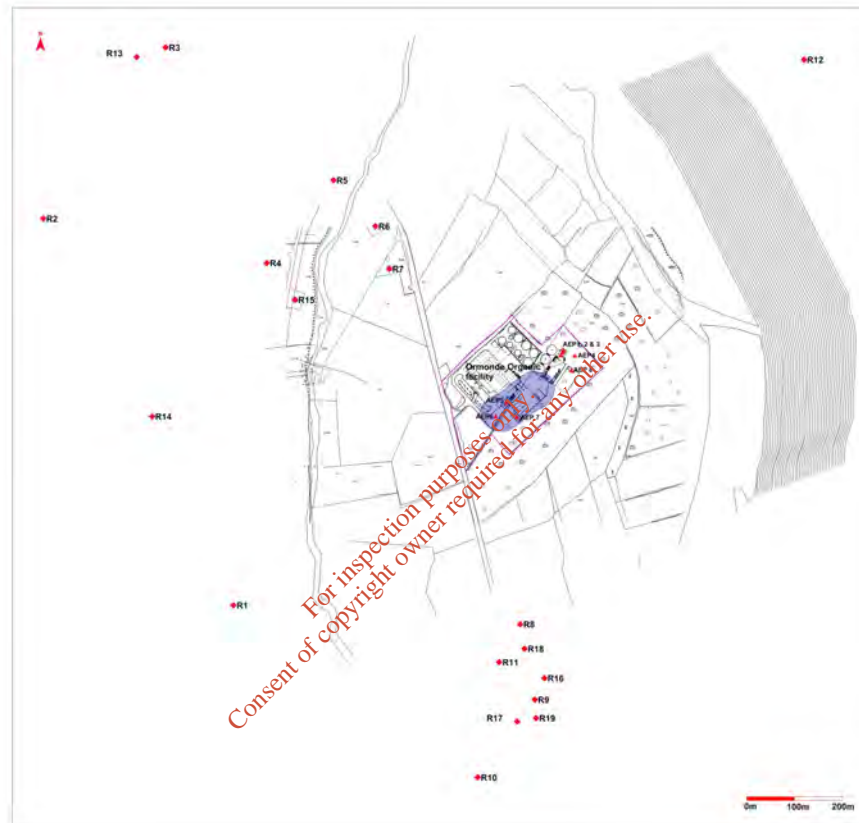 R13
R3
R12
R5
R2
R6
R4
R7
R15
AEP1, 2 & 3
AEP4
Ormonde Organic
facility
R14
For inspection purposes only.
Consent of copyright owner required for any other use.
R1
R8
R18
R11
R16
R9
R17
R19
R10
0m 100m 200m